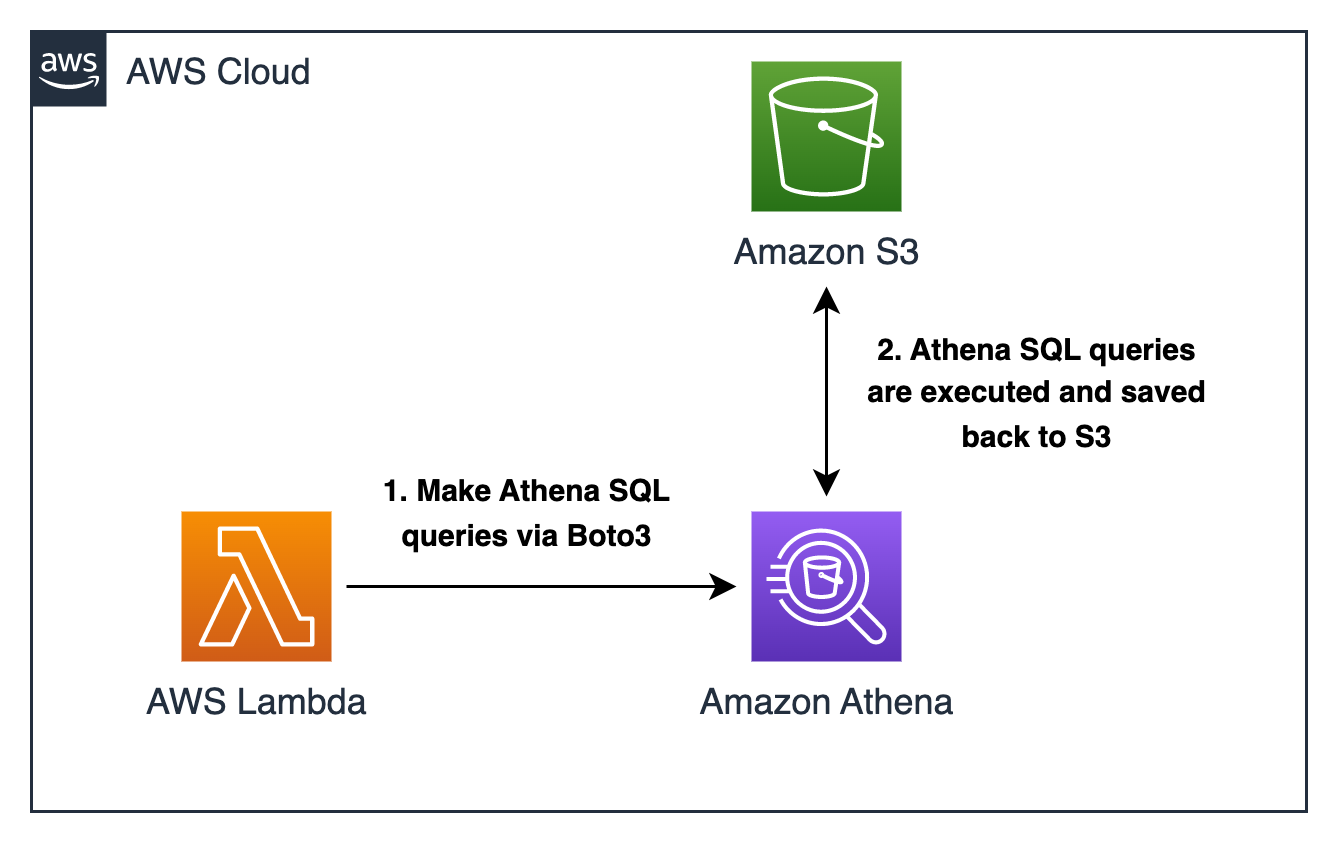 aws
AWS Cloud
Amazon S3
2. Athena SQL queries
are executed and saved
back to S3
1. Make Athena SQL
queries via Boto3
AWS Lambda
Amazon Athena